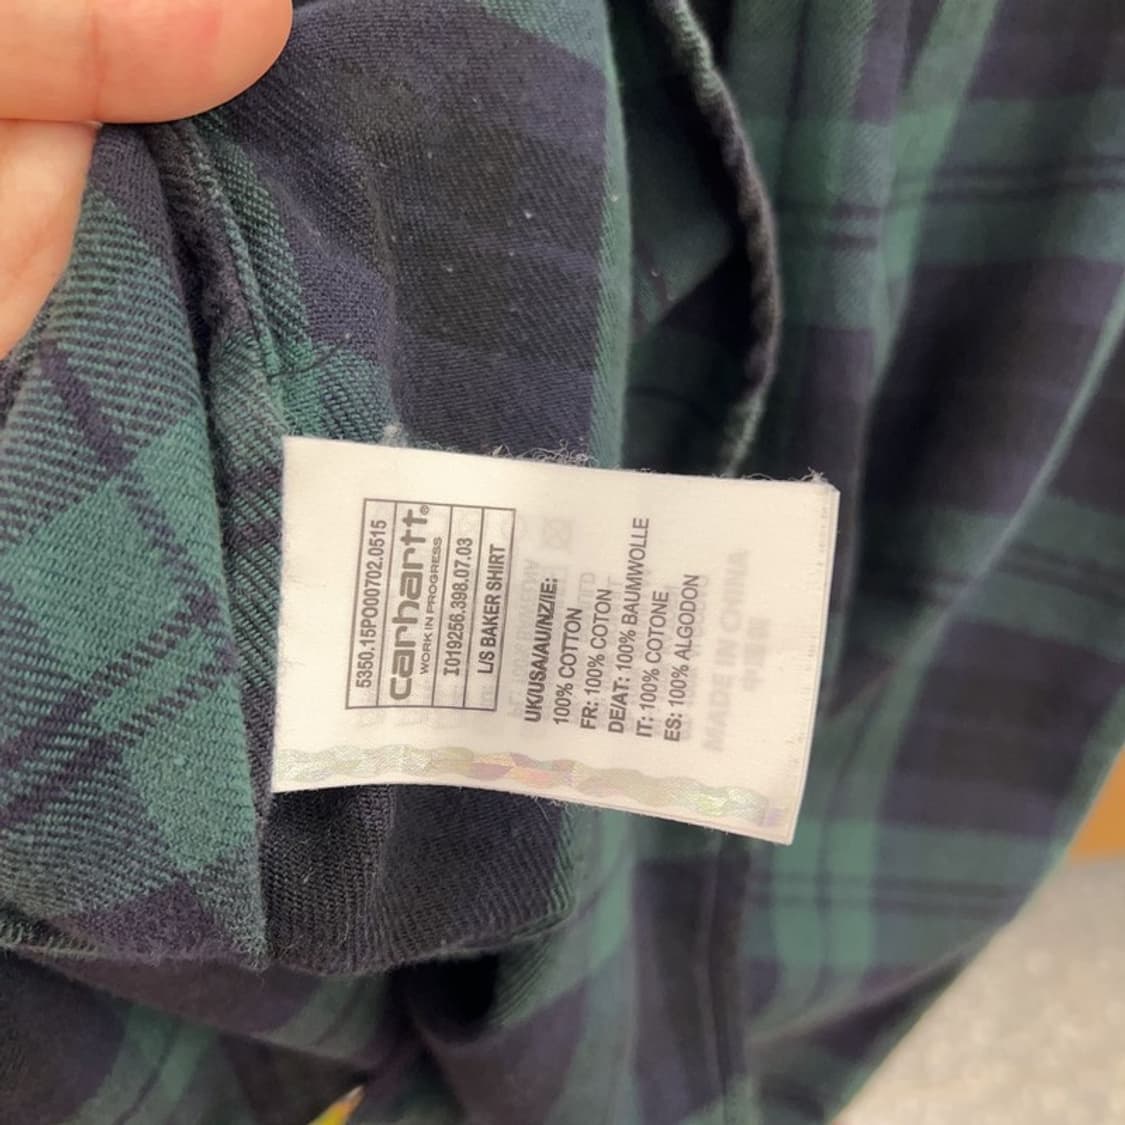 5350.15PO00702.0515
carhartt®
WORK IN PROGRESS
I019256.398.07.03
L/S BAKER SHIRT
UK/USA/AU/NZ/IE:
100% COTTON
FR: 100% COTON
DE/AT: 100% BAUMWOLLE
IT: 100% COTONE
ES: 100% ALGODON
MADE IN CHINA